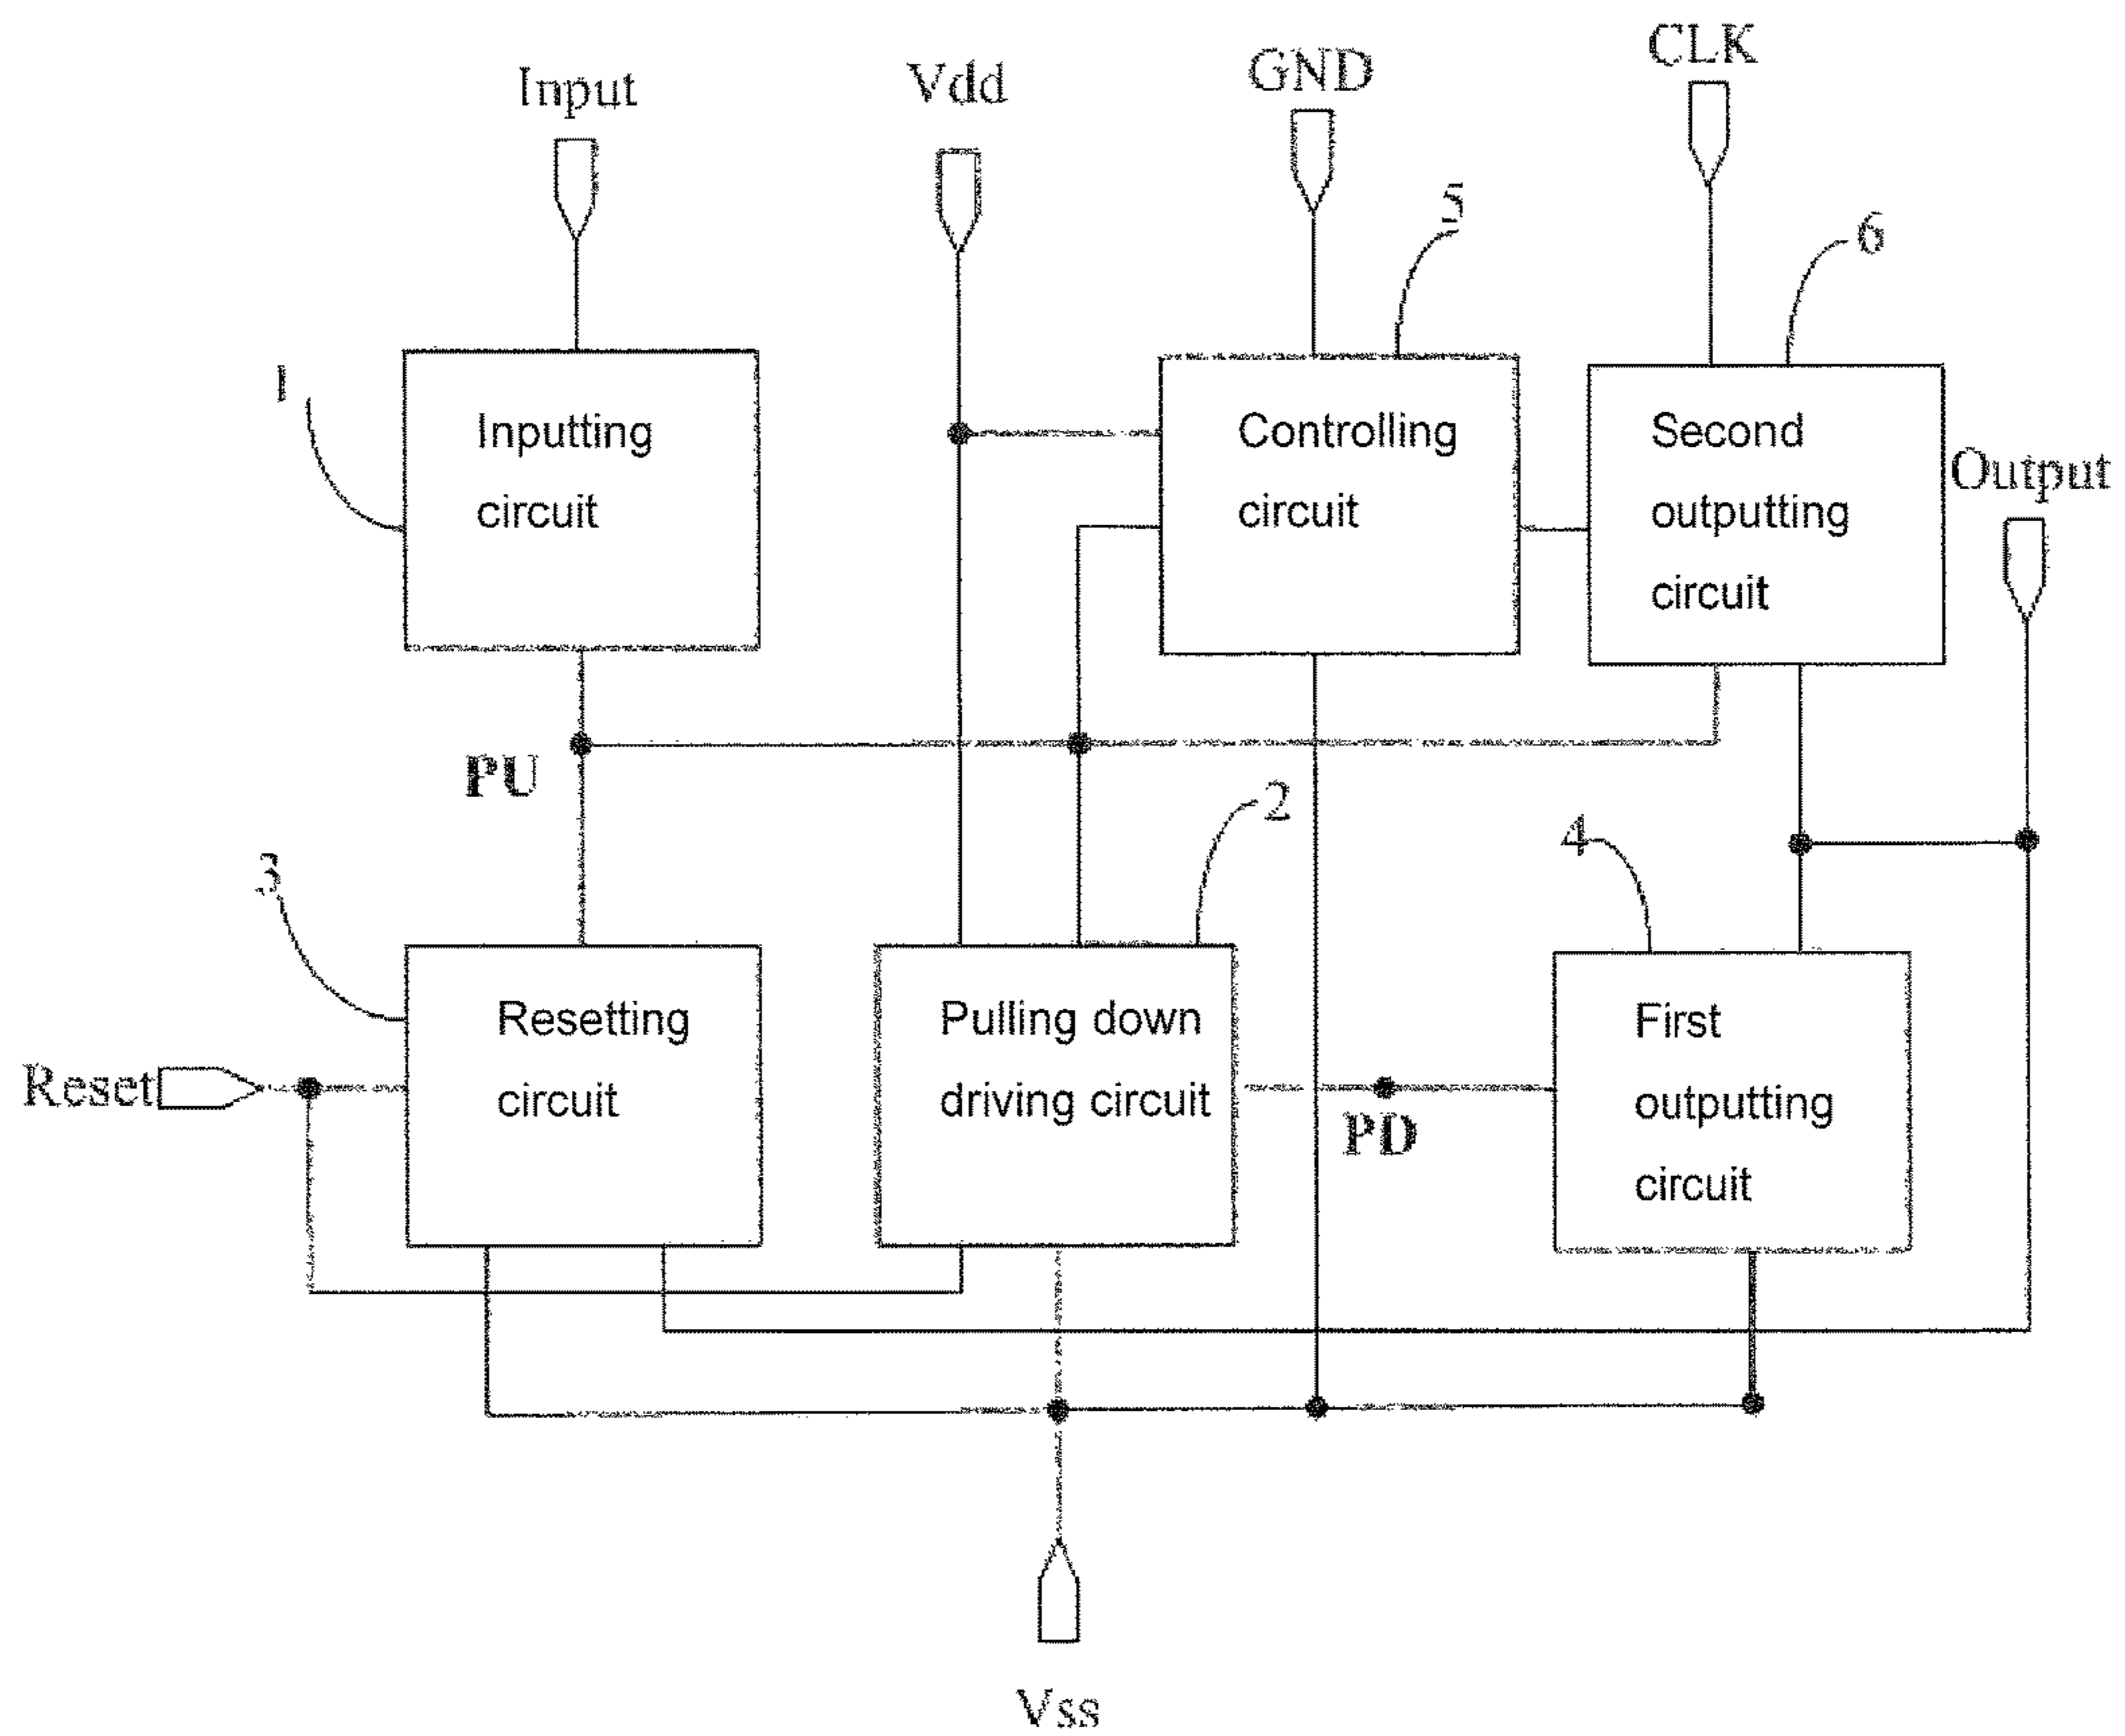 CLK
GND
Vdd
Input
5
6
1
Inputting
circuit
Controlling
circuit
Second
outputting
circuit
Output
PU
2
4
3
Resetting
circuit
Pulling down
driving circuit
First
outputting
circuit
Reset
PD
Vss